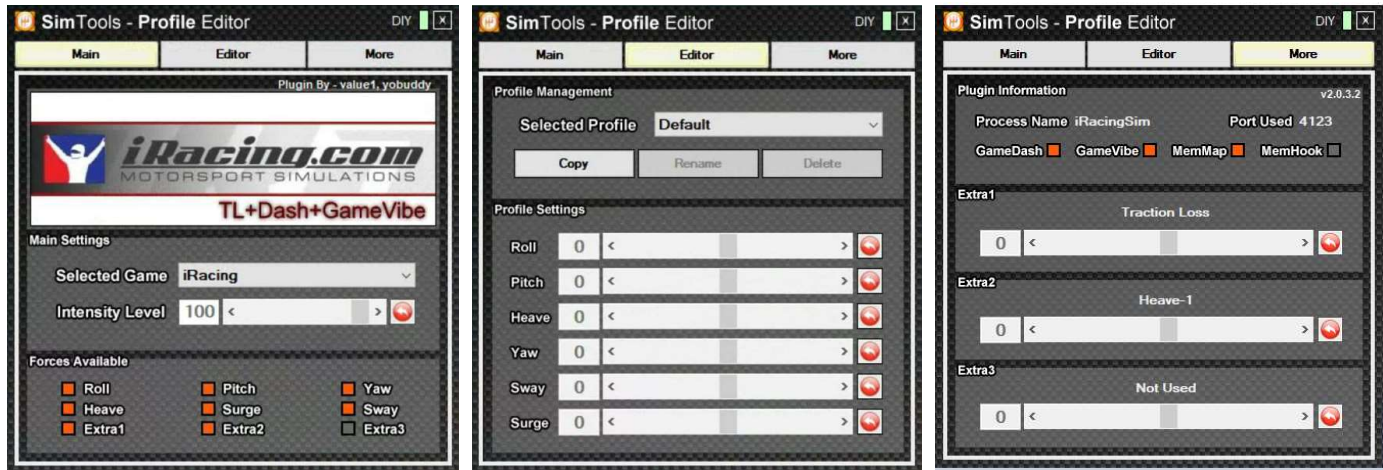 SimTools - Profile Editor DIY x
Main Editor More
Plugin By - value1, yobuddy
iRacing.com
MOTORSPORT SIMULATIONS
TL+Dash+GameVibe
Main Settings
Selected Game iRacing
Intensity Level 100 < >
Forces Available
Roll Pitch Yaw
Heave Surge Sway
Extra1 Extra2 Extra3
SimTools - Profile Editor DIY x
Main Editor More
Profile Management
Selected Profile Default
Copy Rename Delete
Profile Settings
Roll 0 < >
Pitch 0 < >
Heave 0 < >
Yaw 0 < >
Sway 0 < >
Surge 0 < >
SimTools - Profile Editor DIY x
Main Editor More
Plugin Information v2.0.3.2
Process Name iRacingSim Port Used 4123
GameDash GameVibe MemMap MemHook
Extra1
Traction Loss
0 < >
Extra2
Heave-1
0 < >
Extra3
Not Used
0 < >